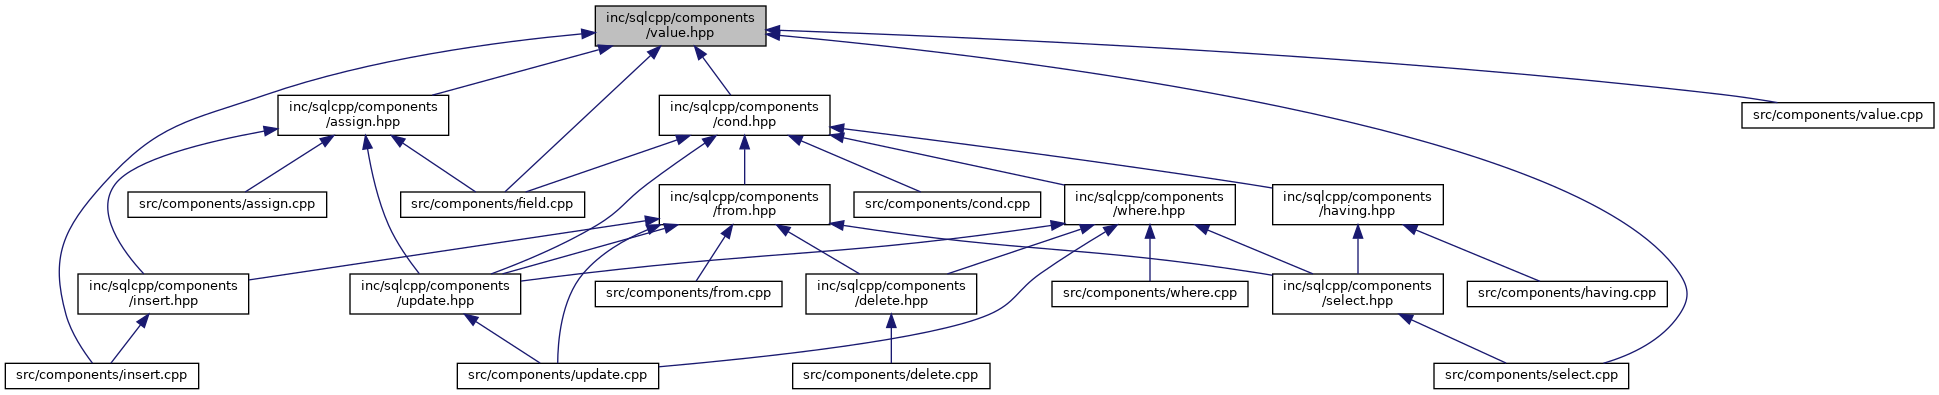 inc/sqlcpp/components
/value.hpp
inc/sqlcpp/components
/assign.hpp
inc/sqlcpp/components
/cond.hpp
src/components/value.cpp
src/components/assign.cpp
src/components/field.cpp
inc/sqlcpp/components
/from.hpp
src/components/cond.cpp
inc/sqlcpp/components
/where.hpp
inc/sqlcpp/components
/having.hpp
inc/sqlcpp/components
/insert.hpp
inc/sqlcpp/components
/update.hpp
src/components/from.cpp
inc/sqlcpp/components
/delete.hpp
src/components/where.cpp
inc/sqlcpp/components
/select.hpp
src/components/having.cpp
src/components/insert.cpp
src/components/update.cpp
src/components/delete.cpp
src/components/select.cpp